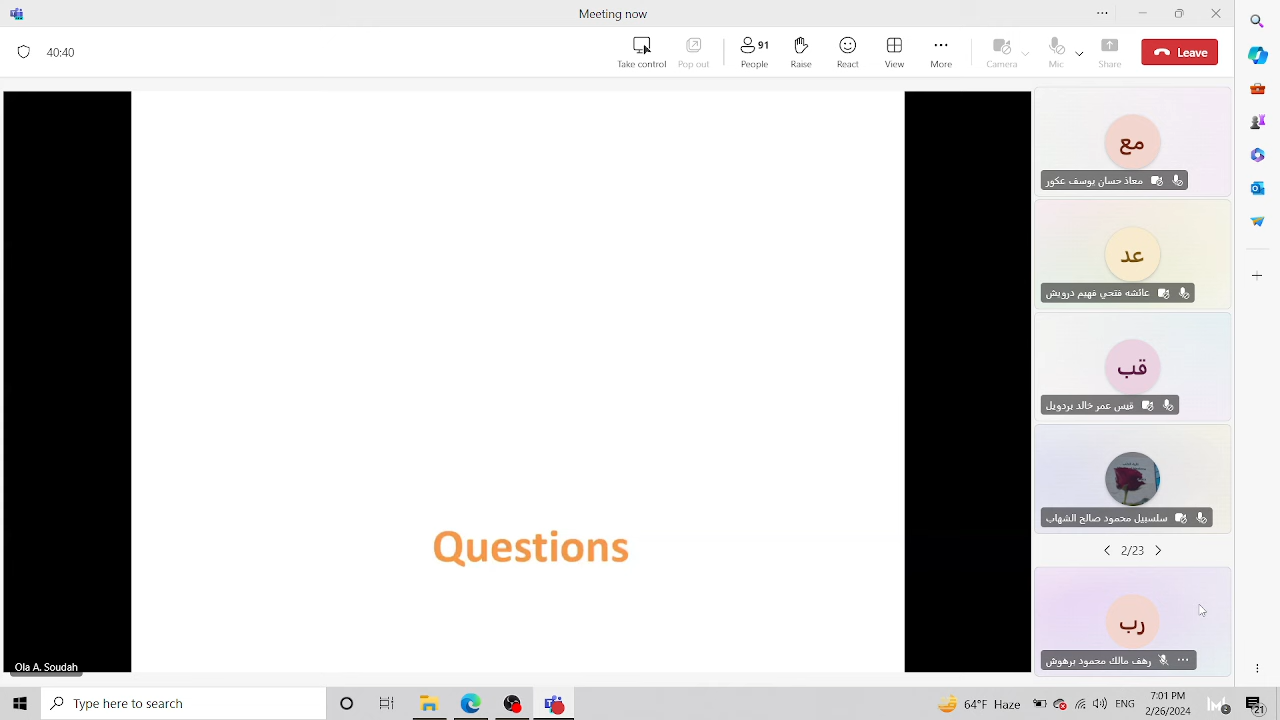 Meeting now
40:40
Take control
Pop out
91
People
Raise
React
View
More
Camera
Mic
Share
Leave
مع
معاذ حسان يوسف عكور
عد
عائشه فتحي فهيم درويش
قب
قيس عمر خالد بردويل
سلسبيل محمود صالح الشهاب
2/23
رب
رهف مالك محمود برهوش
Questions
Ola A. Soudah
Type here to search
64°F Haze
ENG
7:01 PM
2/26/2024
2
21